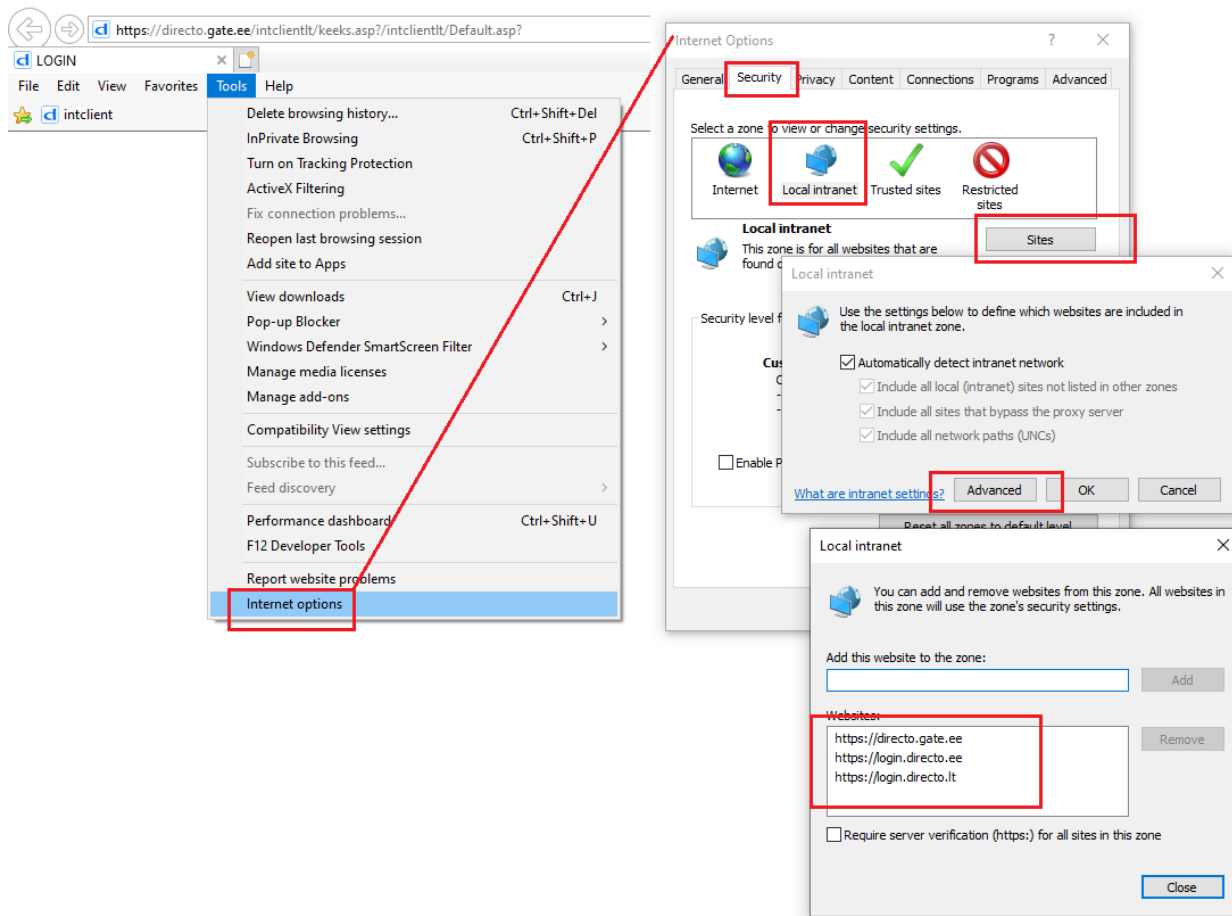 https://directo.gate.ee/intclientlt/keeks.asp?/intclientlt/Default.asp?
LOGIN
File Edit View Favorites Tools Help
intclient
Delete browsing history... Ctrl+Shift+Del
InPrivate Browsing Ctrl+Shift+P
Turn on Tracking Protection
ActiveX Filtering
Fix connection problems...
Reopen last browsing session
Add site to Apps
View downloads Ctrl+J
Pop-up Blocker
Windows Defender SmartScreen Filter
Manage media licenses
Manage add-ons
Compatibility View settings
Subscribe to this feed...
Feed discovery
Performance dashboard Ctrl+Shift+U
F12 Developer Tools
Report website problems
Internet options
Internet Options
General Security Privacy Content Connections Programs Advanced
Select a zone to view or change security settings.
Internet Local intranet Trusted sites Restricted
sites
Local intranet
Sites
This zone is for all websites that are
found
Security level
Enable
Reset all zones to default level
Local intranet
Use the settings below to define which websites are included in
the local intranet zone.
Automatically detect intranet network
Include all local (intranet) sites not listed in other zones
Include all sites that bypass the proxy server
Include all network paths (UNCs)
What are intranet settings? Advanced OK Cancel
Local intranet
You can add and remove websites from this zone. All websites in
this zone will use the zone's security settings.
Add this website to the zone:
Add
Websites:
https://directo.gate.ee
https://login.directo.ee
https://login.directo.lt
Remove
Require server verification (https:) for all sites in this zone
Close